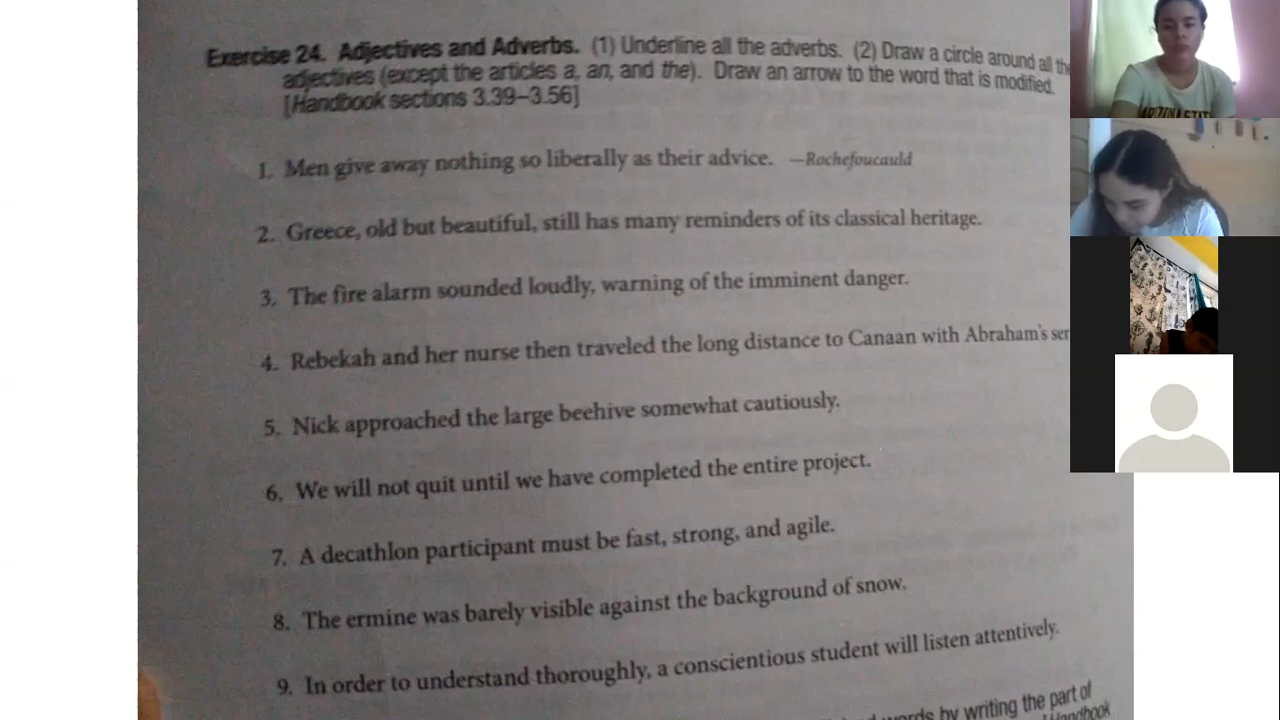 Exercise 24. Adjectives and Adverbs. (1) Underline all the adverbs. (2) Draw a circle around all the
adjectives (except the articles a, an, and the). Draw an arrow to the word that is modified.
[Handbook sections 3.39–3.56]
1. Men give away nothing so liberally as their advice. —Rochefoucauld
2. Greece, old but beautiful, still has many reminders of its classical heritage.
3. The fire alarm sounded loudly, warning of the imminent danger.
4. Rebekah and her nurse then traveled the long distance to Canaan with Abraham's
5. Nick approached the large beehive somewhat cautiously.
6. We will not quit until we have completed the entire project.
7. A decathlon participant must be fast, strong, and agile.
8. The ermine was barely visible against the background of snow.
9. In order to understand thoroughly, a conscientious student will listen attentively.
words by writing the part of
Handbook